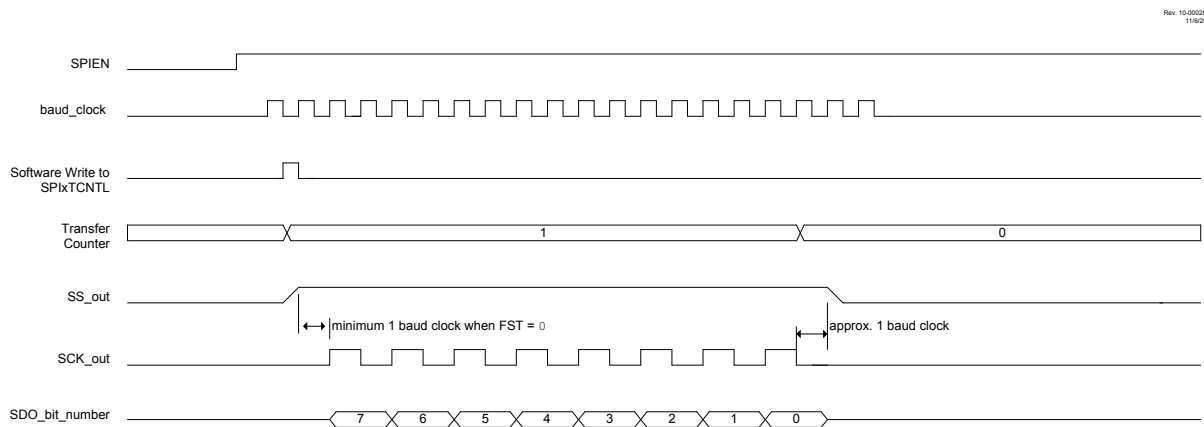 Rev.
SPIEN
baud_clock
Software Write to
SPIxTCNTL
Transfer
Counter
1
0
SS_out
minimum 1 baud clock when FST = 0
approx. 1 baud clock
SCK_out
SDO_bit_number
7 6 5 4 3 2 1 0